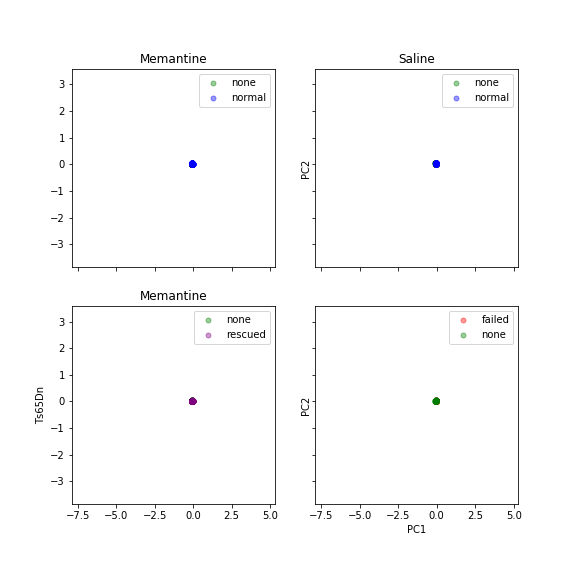 Memantine
Saline
none
normal
none
normal
3
2
1
0
−1
−2
−3
PC2
Memantine
none
rescued
failed
none
3
2
1
0
−1
−2
−3
Ts65Dn
PC2
−7.5 −5.0 −2.5 0.0 2.5 5.0
−7.5 −5.0 −2.5 0.0 2.5 5.0
PC1